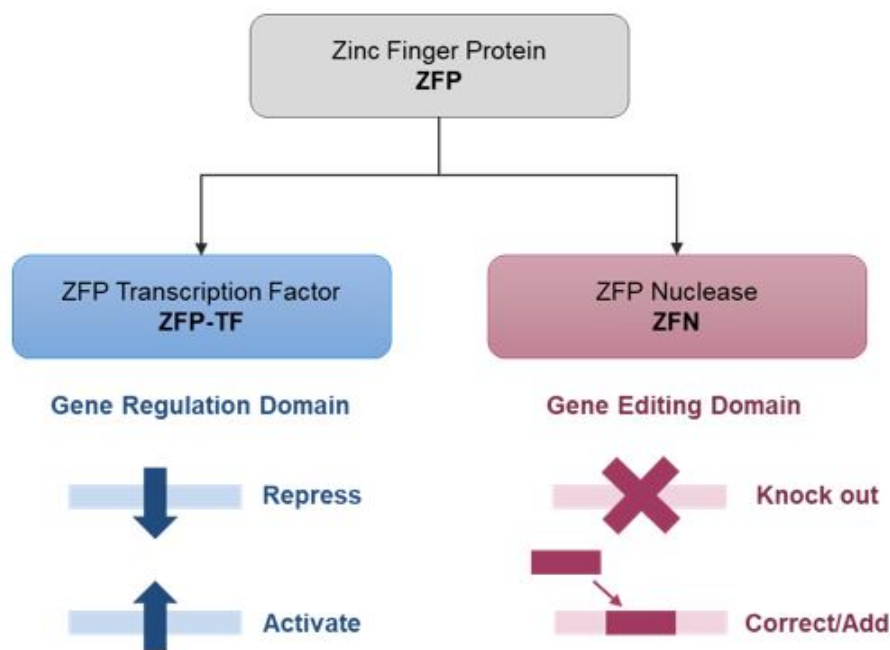 Zinc Finger Protein
ZFP
ZFP Transcription Factor
ZFP-TF
Gene Regulation Domain
Repress
Activate
ZFP Nuclease
ZFN
Gene Editing Domain
Knock out
Correct/Add